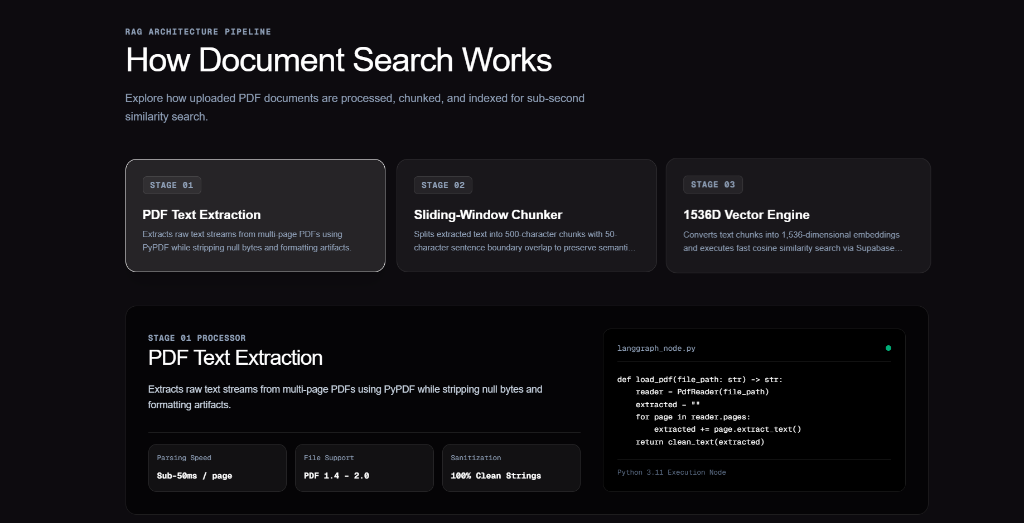 RAG ARCHITECTURE PIPELINE
How Document Search Works
Explore how uploaded PDF documents are processed, chunked, and indexed for sub-second
similarity search.
STAGE 01
PDF Text Extraction
Extracts raw text streams from multi-page PDFs using
PyPDF while stripping null bytes and formatting artifacts.
STAGE 02
Sliding-Window Chunker
Splits extracted text into 500-character chunks with 50-
character sentence boundary overlap to preserve semanti...
STAGE 03
1536D Vector Engine
Converts text chunks into 1,536-dimensional embeddings
and executes fast cosine similarity search via Supabase...
STAGE 01 PROCESSOR
PDF Text Extraction
Extracts raw text streams from multi-page PDFs using PyPDF while stripping null bytes and
formatting artifacts.
Parsing Speed
Sub-50ms / page
File Support
PDF 1.4 - 2.0
Sanitization
100% Clean Strings
langgraph_node.py
def load_pdf(file_path: str) -> str:
    reader = PdfReader(file_path)
    extracted = ""
    for page in reader.pages:
        extracted += page.extract_text()
    return clean_text(extracted)
Python 3.11 Execution Node